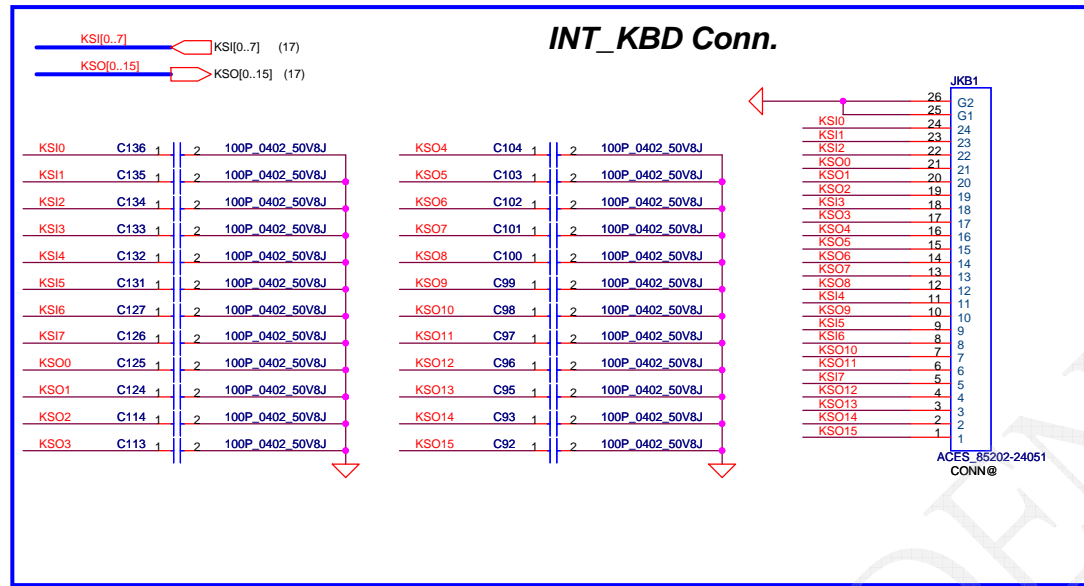 INT_KBD Conn.
KSI[0..7] KSI[0..7] (17)
KSO[0..15] KSO[0..15] (17)
KSI0 C136 1 2 100P_0402_50V8J
KSI1 C135 1 2 100P_0402_50V8J
KSI2 C134 1 2 100P_0402_50V8J
KSI3 C133 1 2 100P_0402_50V8J
KSI4 C132 1 2 100P_0402_50V8J
KSI5 C131 1 2 100P_0402_50V8J
KSI6 C127 1 2 100P_0402_50V8J
KSI7 C126 1 2 100P_0402_50V8J
KSO0 C125 1 2 100P_0402_50V8J
KSO1 C124 1 2 100P_0402_50V8J
KSO2 C114 1 2 100P_0402_50V8J
KSO3 C113 1 2 100P_0402_50V8J
KSO4 C104 1 2 100P_0402_50V8J
KSO5 C103 1 2 100P_0402_50V8J
KSO6 C102 1 2 100P_0402_50V8J
KSO7 C101 1 2 100P_0402_50V8J
KSO8 C100 1 2 100P_0402_50V8J
KSO9 C99 1 2 100P_0402_50V8J
KSO10 C98 1 2 100P_0402_50V8J
KSO11 C97 1 2 100P_0402_50V8J
KSO12 C96 1 2 100P_0402_50V8J
KSO13 C95 1 2 100P_0402_50V8J
KSO14 C93 1 2 100P_0402_50V8J
KSO15 C92 1 2 100P_0402_50V8J
JKB1
26 G2
25 G1
KSI0 24 24
KSI1 23 23
KSI2 22 22
KSO0 21 21
KSO1 20 20
KSO2 19 19
KSI3 18 18
KSO3 17 17
KSO4 16 16
KSO5 15 15
KSO6 14 14
KSO7 13 13
KSO8 12 12
KSI4 11 11
KSO9 10 10
KSI5 9 9
KSI6 8 8
KSO10 7 7
KSO11 6 6
KSI7 5 5
KSO12 4 4
KSO13 3 3
KSO14 2 2
KSO15 1 1
ACES_85202-24051
CONN@